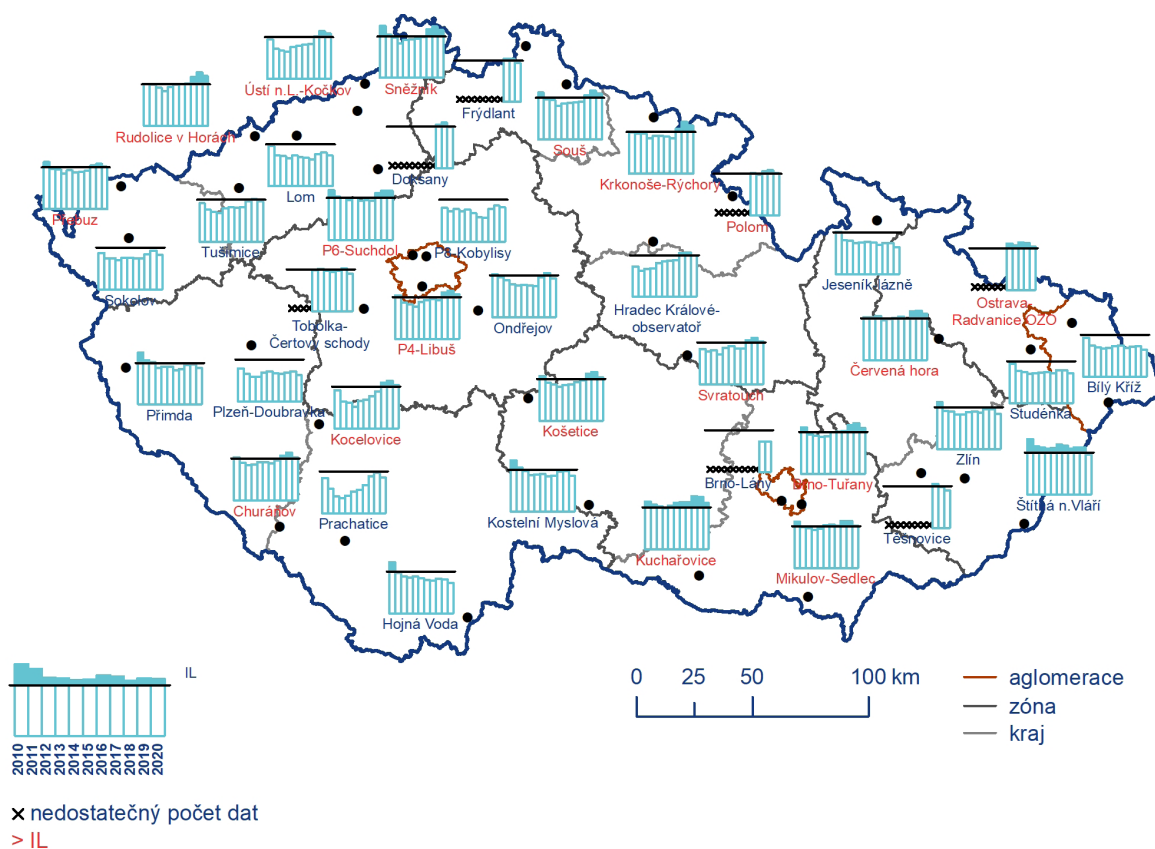 Ústí n.L.-Kočkov
Sněžník
Frýdlant
Rudolice v Horách
Souš
Lom
Doksany
Krkonoše-Rýchory
Přebuz
Polom
Tušimice
P6-Suchdol
P8-Kobylisy
Sokolov
Jeseník-lázně
Tobolka-
Čertovy schody
Ondřejov
Hradec Králové-
observatoř
Ostrava
Radvanice OZO
P4-Libuš
Červená hora
Bílý Kříž
Přimda
Plzeň-Doubravka
Svratouch
Studénka
Kocelovice
Košetice
Zlín
Brno-Lány
Brno-Tuřany
Churáňov
Prachatice
Kostelní Myslová
Štítná n.Vláří
Těšnovice
Kuchařovice
Mikulov-Sedlec
Hojná Voda
IL
2010
2011
2012
2013
2014
2015
2016
2017
2018
2019
2020
0 25 50 100 km
aglomerace
zóna
kraj
nedostatečný počet dat
> IL